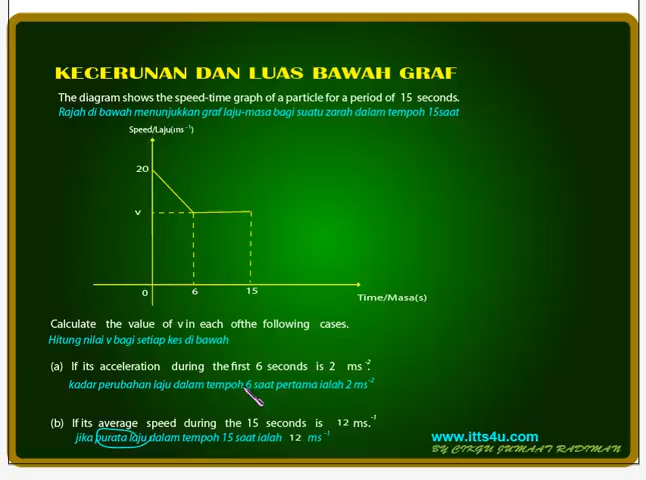 KECERUNAN DAN LUAS BAWAH GRAF
The diagram shows the speed-time graph of a particle for a period of 15 seconds.
Rajah di bawah menunjukkan graf laju-masa bagi suatu zarah dalam tempoh 15saat
Speed/Laju(ms⁻¹)
20
v
0 6 15
Time/Masa(s)
Calculate the value of v in each ofthe following cases.
Hitung nilai v bagi setiap kes di bawah
(a) If its acceleration during the first 6 seconds is 2 ms⁻².
kadar perubahan laju dalam tempoh 6 saat pertama ialah 2 ms⁻²
(b) If its average speed during the 15 seconds is 12 ms.⁻¹
jika purata laju dalam tempoh 15 saat ialah 12 ms⁻¹
www.itts4u.com
BY CIKGU JUMAAT RADIMAN